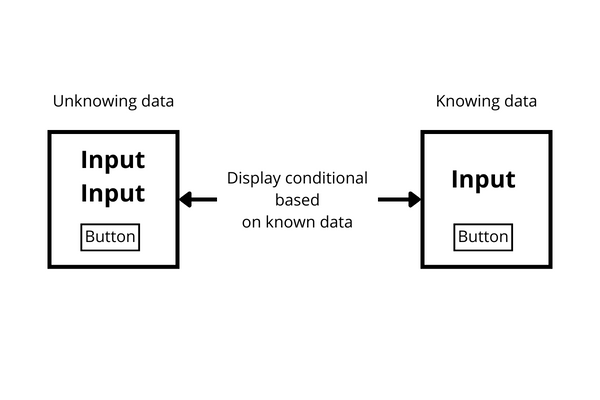 Unknowing data
Knowing data
Input
Input
Button
Display conditional
based
on known data
Input
Button